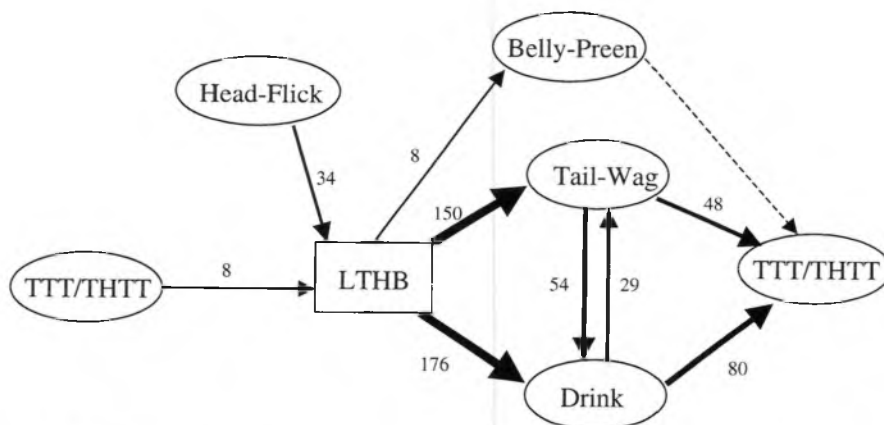 Belly-Preen
Head-Flick
8
Tail-Wag
34
150
48
8
TTT/THTT
LTHB
54
29
TTT/THTT
176
80
Drink